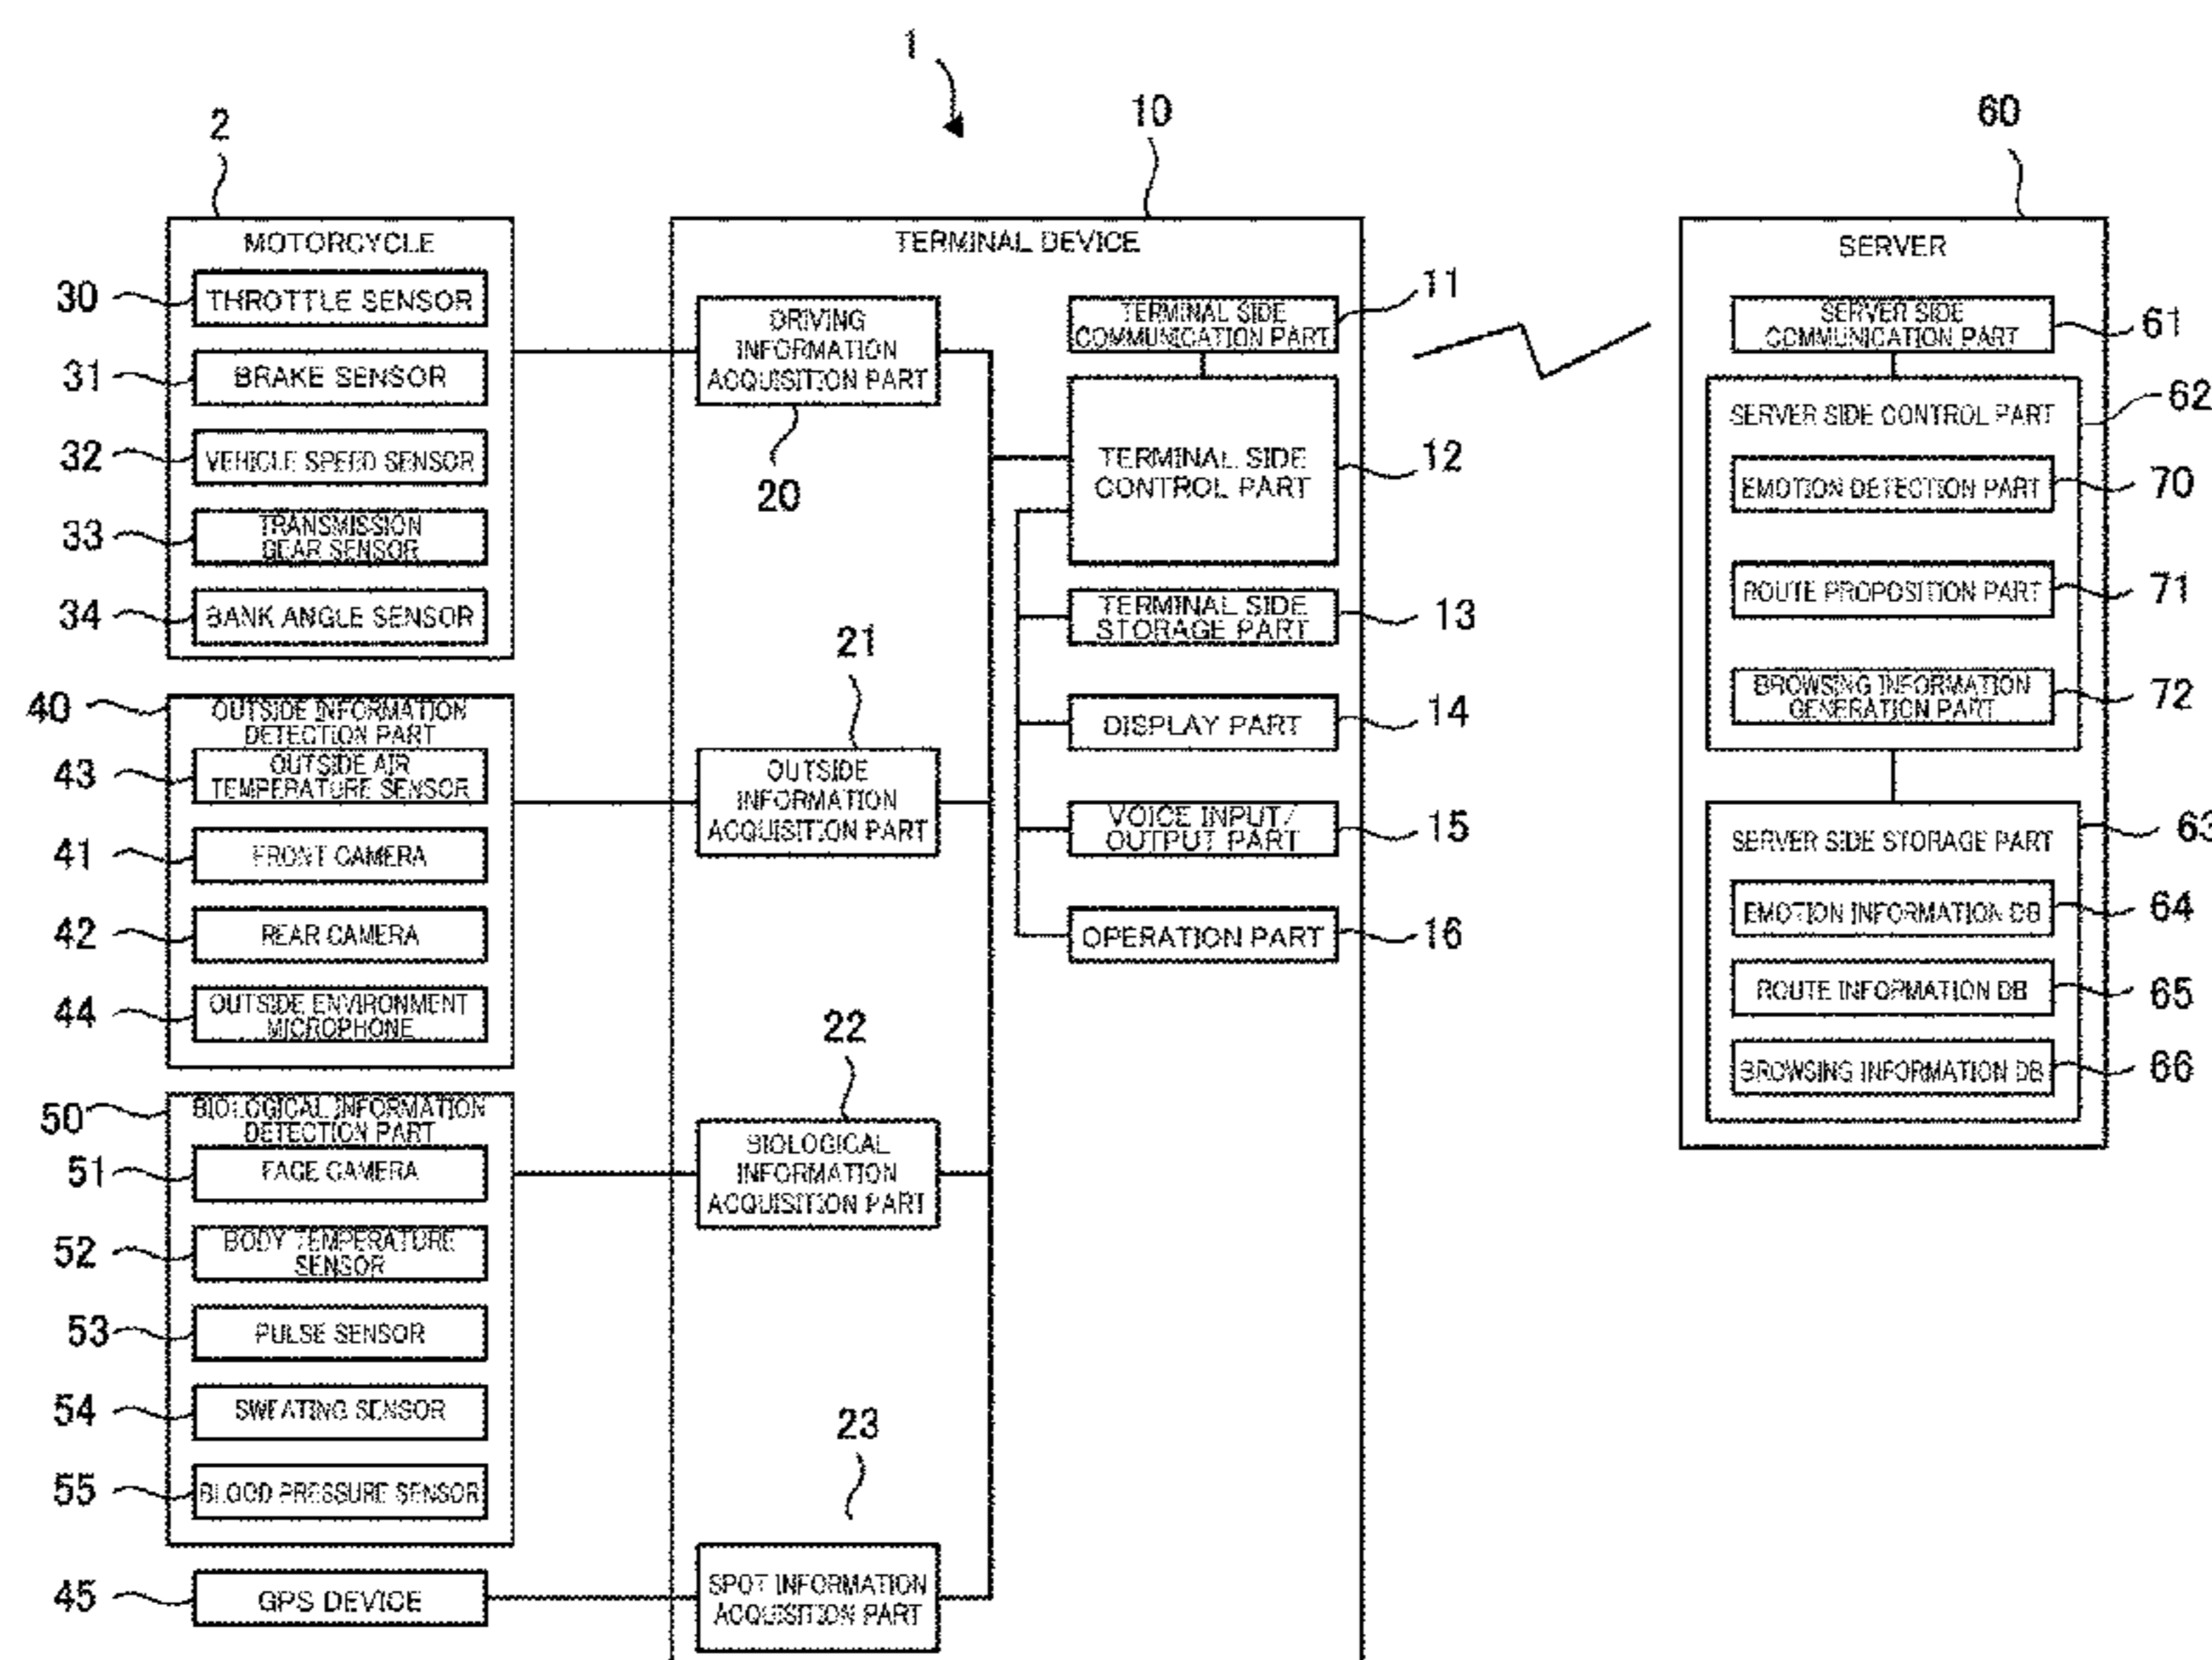 1
2
10
60
MOTORCYCLE
30
THROTTLE SENSOR
31
BRAKE SENSOR
32
VEHICLE SPEED SENSOR
33
TRANSMISSION
GEAR SENSOR
34
BANK ANGLE SENSOR
40
OUTSIDE INFORMATION
DETECTION PART
43
OUTSIDE AIR
TEMPERATURE SENSOR
41
FRONT CAMERA
42
REAR CAMERA
44
OUTSIDE ENVIRONMENT
MICROPHONE
50
BIOLOGICAL INFORMATION
DETECTION PART
51
FACE CAMERA
52
BODY TEMPERATURE
SENSOR
53
PULSE SENSOR
54
SWEATING SENSOR
55
BLOOD PRESSURE SENSOR
45
GPS DEVICE
TERMINAL DEVICE
DRIVING
INFORMATION
ACQUISITION PART
20
21
OUTSIDE
INFORMATION
ACQUISITION PART
22
BIOLOGICAL
INFORMATION
ACQUISITION PART
23
SPOT INFORMATION
ACQUISITION PART
TERMINAL SIDE
COMMUNICATION PART
11
TERMINAL SIDE
CONTROL PART
12
TERMINAL SIDE
STORAGE PART
13
DISPLAY PART
14
VOICE INPUT/
OUTPUT PART
15
OPERATION PART
16
SERVER
SERVER SIDE
COMMUNICATION PART
61
SERVER SIDE CONTROL PART
62
EMOTION DETECTION PART
70
ROUTE PROPOSITION PART
71
BROWSING INFORMATION
GENERATION PART
72
SERVER SIDE STORAGE PART
63
EMOTION INFORMATION DB
64
ROUTE INFORMATION DB
65
BROWSING INFORMATION DB
66